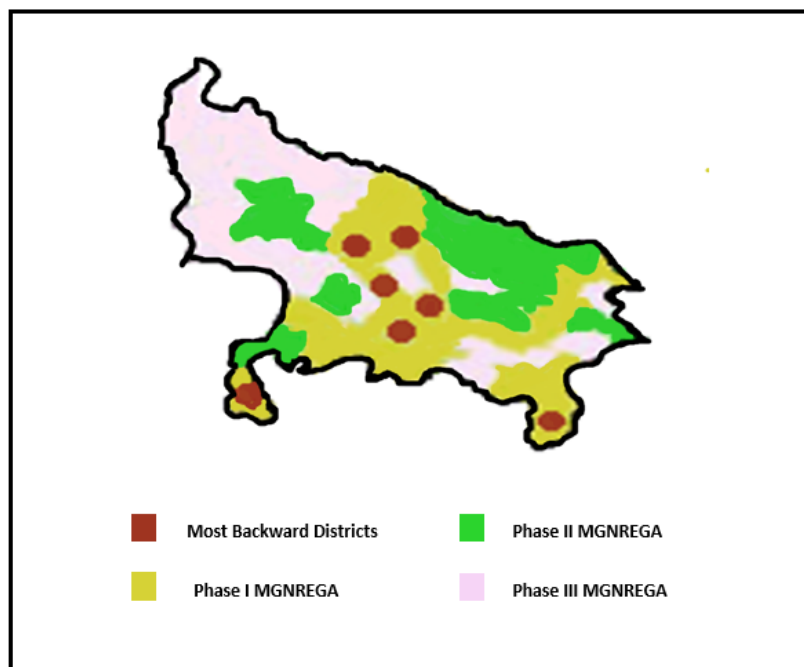 Most Backward Districts
Phase II MGNREGA
Phase I MGNREGA
Phase III MGNREGA